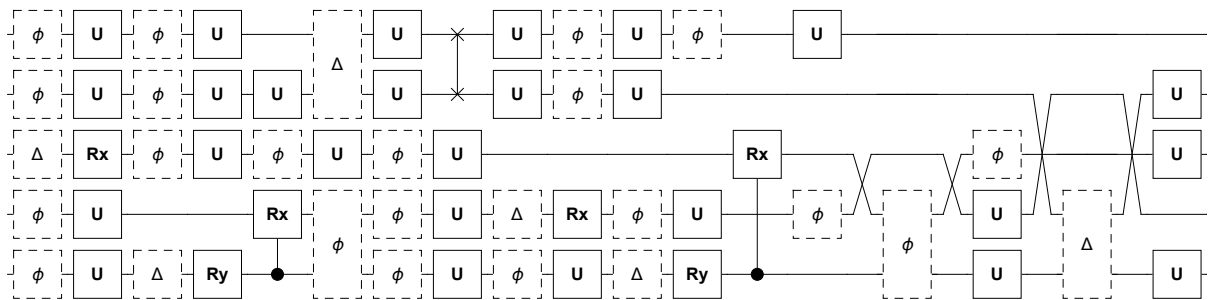 ϕ U ϕ U Δ U U ϕ U ϕ U
ϕ U ϕ U U U U ϕ U U
Δ Rx ϕ U ϕ U ϕ U Rx ϕ U
ϕ U Rx ϕ ϕ U Δ Rx ϕ U ϕ ϕ U Δ
ϕ U Δ Ry ϕ U ϕ U Δ Ry U U